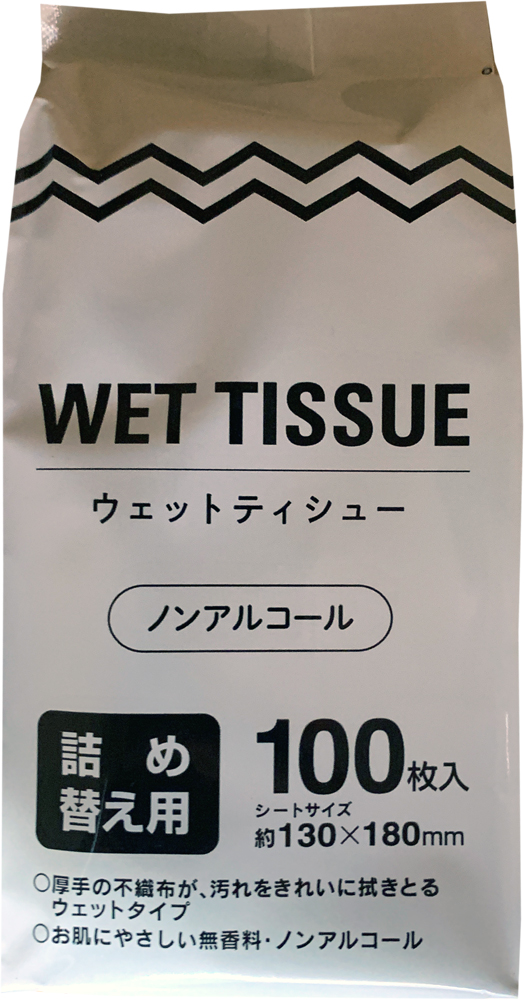 WET TISSUE
ウェットティシュー
ノンアルコール
詰め
替え用
100枚入
シートサイズ
約130×180mm
○厚手の不織布が、汚れをきれいに拭きとる
ウェットタイプ
○お肌にやさしい無香料・ノンアルコール